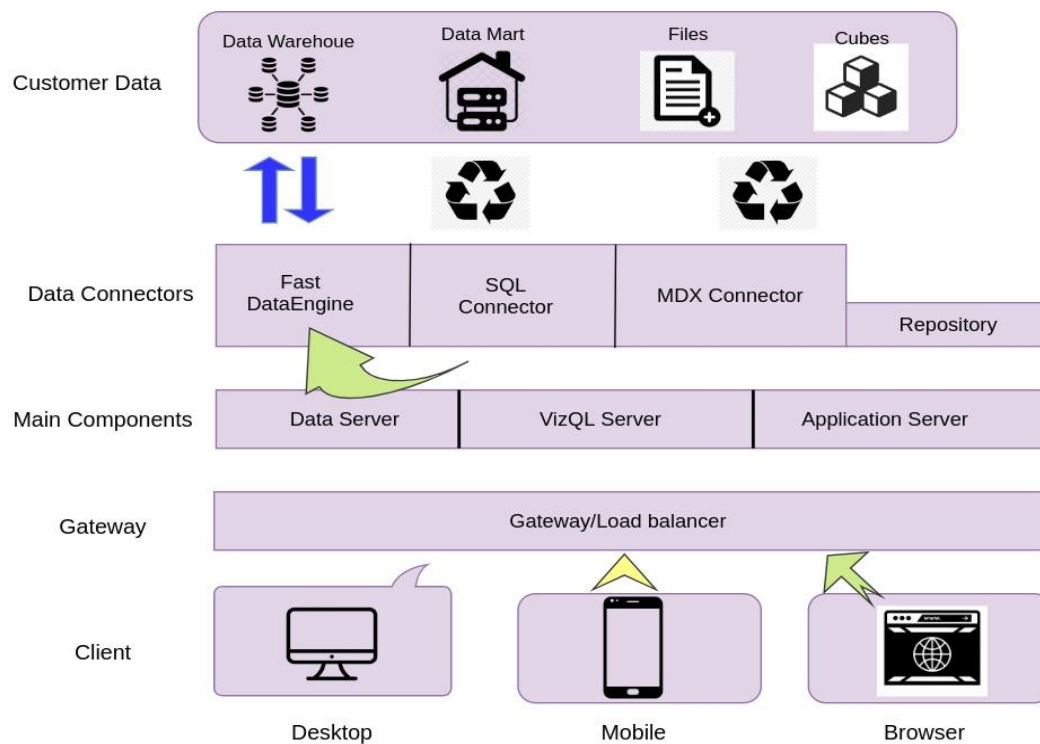 Customer Data
Data Warehoue
Data Mart
Files
Cubes
Data Connectors
Fast
DataEngine
SQL
Connector
MDX Connector
Repository
Main Components
Data Server
VizQL Server
Application Server
Gateway
Gateway/Load balancer
Client
www.
Desktop
Mobile
Browser